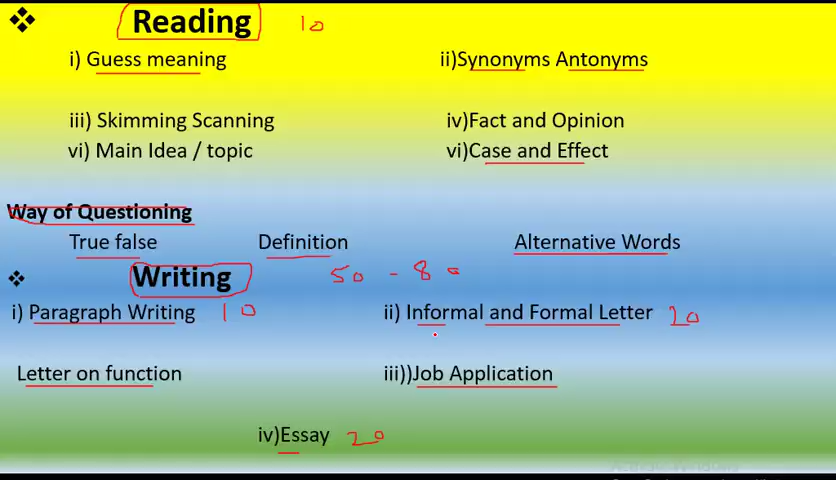 ❖ Reading 10
i) Guess meaning ii)Synonyms Antonyms
iii) Skimming Scanning iv)Fact and Opinion
vi) Main Idea / topic vi)Case and Effect
Way of Questioning
True false Definition Alternative Words
❖ Writing 50 - 80
i) Paragraph Writing 10 ii) Informal and Formal Letter 20
Letter on function iii))Job Application
iv)Essay 20
Activate Windows